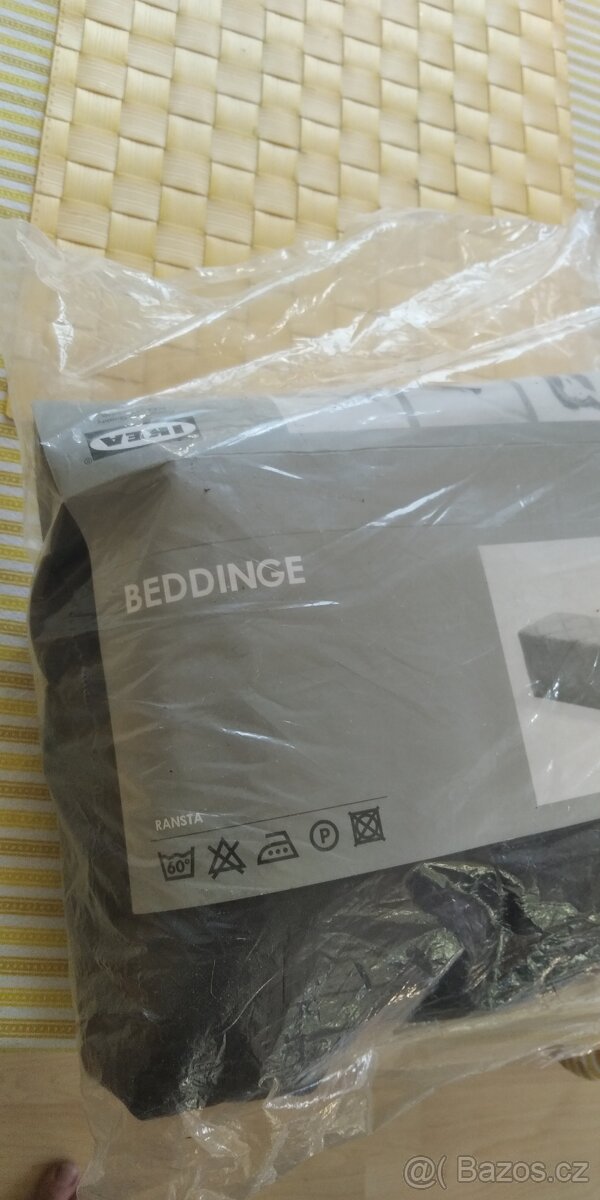 IKEA
®
BEDDINGE
RANSTA
60°
P
@( Bazos.cz